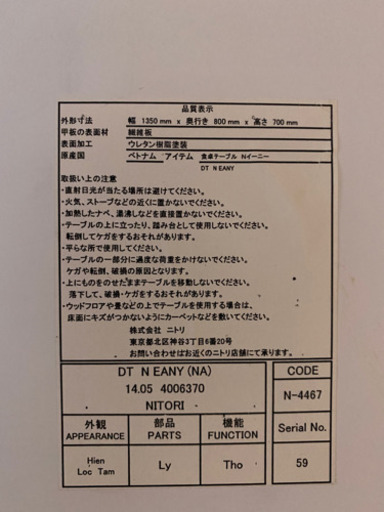 品質表示
外形寸法 幅 1350 mm x 奥行き 800 mm x 高さ 700 mm
甲板の表面材 繊維板
表面加工 ウレタン樹脂塗装
原産国 ベトナム アイテム 食卓テーブル Nイーニー
DT N EANY
取扱い上の注意
・直射日光が当たる場所は避けてください。
・火気、ストーブなどの近くに置かないでください。
・加熱したナベ、湯沸しなどを直接置かないでください。
・テーブルの上に立ったり、踏み台として使用しないでください。
転倒してケガをするおそれがあります。
・平らな所で使用してください。
・テーブルの一部分に過度な荷重をかけないでください。
ケガや転倒、破損の原因となります。
・上にものをのせたままテーブルを移動しないでください。
落下して、破損・ケガをするおそれがあります。
・ウッドフロアや畳などの上でテーブルを使用する場合は、
床面にキズがつかないようにカーペットなどを敷いてください。
株式会社 ニトリ
東京都北区神谷3丁目6番20号
お問い合わせはお近くのニトリ店舗にて承ります。
DT N EANY(NA)
14.05 4006370
NITORI
CODE
N-4467
外観 部品 機能
APPEARANCE PARTS FUNCTION
Serial No.
Hien
Loc Tam
Ly
Tho
59